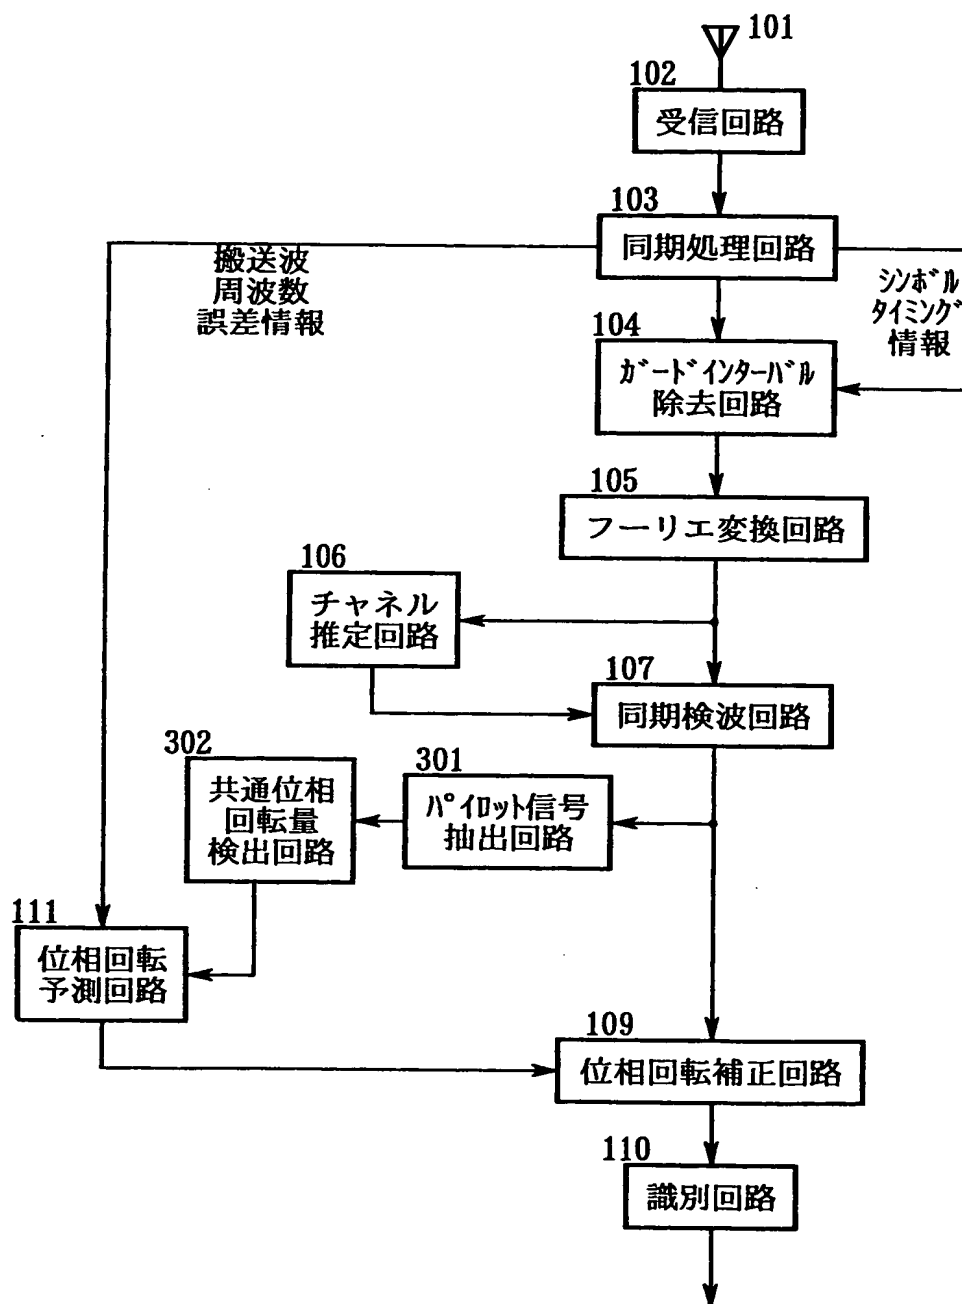 101
102
受信回路
103
同期処理回路
搬送波
周波数
誤差情報
シンボル
タイミング
情報
104
ガードインターバル
除去回路
105
フーリエ変換回路
106
チャネル
推定回路
107
同期検波回路
302
共通位相
回転量
検出回路
301
パイロット信号
抽出回路
111
位相回転
予測回路
109
位相回転補正回路
110
識別回路